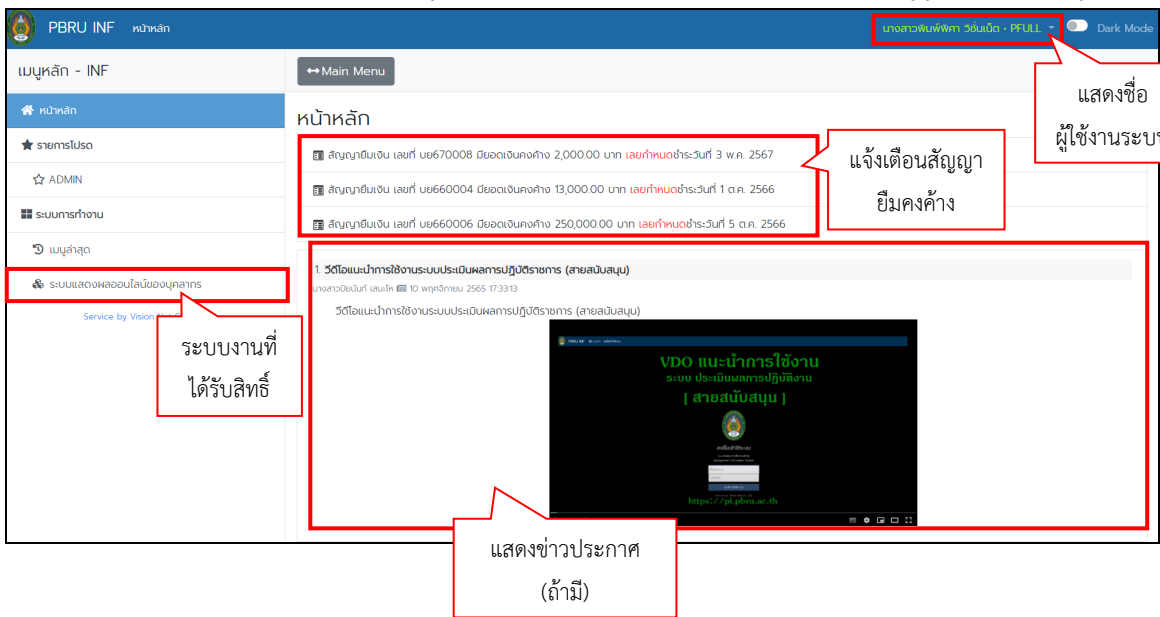 PBRU INF หน้าหลัก
นางสาวพิมพ์พิศา วิชั่นเน็ต - PFULL
Dark Mode
เมนูหลัก - INF
Main Menu
แสดงชื่อ
ผู้ใช้งานระบบ
หน้าหลัก
รายการโปรด
ADMIN
ระบบการทำงาน
เมนูล่าสุด
ระบบแสดงผลออนไลน์ของบุคลากร
Service by Vision
ระบบงานที่
ได้รับสิทธิ์
หน้าหลัก
สัญญายืมเงิน เลขที่ บย670008 มียอดเงินคงค้าง 2,000.00 บาท เลยกำหนดชำระวันที่ 3 พ.ค. 2567
สัญญายืมเงิน เลขที่ บย660004 มียอดเงินคงค้าง 13,000.00 บาท เลยกำหนดชำระวันที่ 1 ต.ค. 2566
สัญญายืมเงิน เลขที่ บย660006 มียอดเงินคงค้าง 250,000.00 บาท เลยกำหนดชำระวันที่ 5 ต.ค. 2566
แจ้งเตือนสัญญา
ยืมคงค้าง
1. วีดีโอแนะนำการใช้งานระบบประเมินผลการปฏิบัติราชการ (สายสนับสนุน)
นางสาวปิยนันท์ เสนะโห 10 พฤศจิกายน 2565 17:33:13
วีดีโอแนะนำการใช้งานระบบประเมินผลการปฏิบัติราชการ (สายสนับสนุน)
VDO แนะนำการใช้งาน
ระบบ ประเมินผลการปฏิบัติงาน
[ สายสนับสนุน ]
https://pi.pbru.ac.th
แสดงข่าวประกาศ
(ถ้ามี)